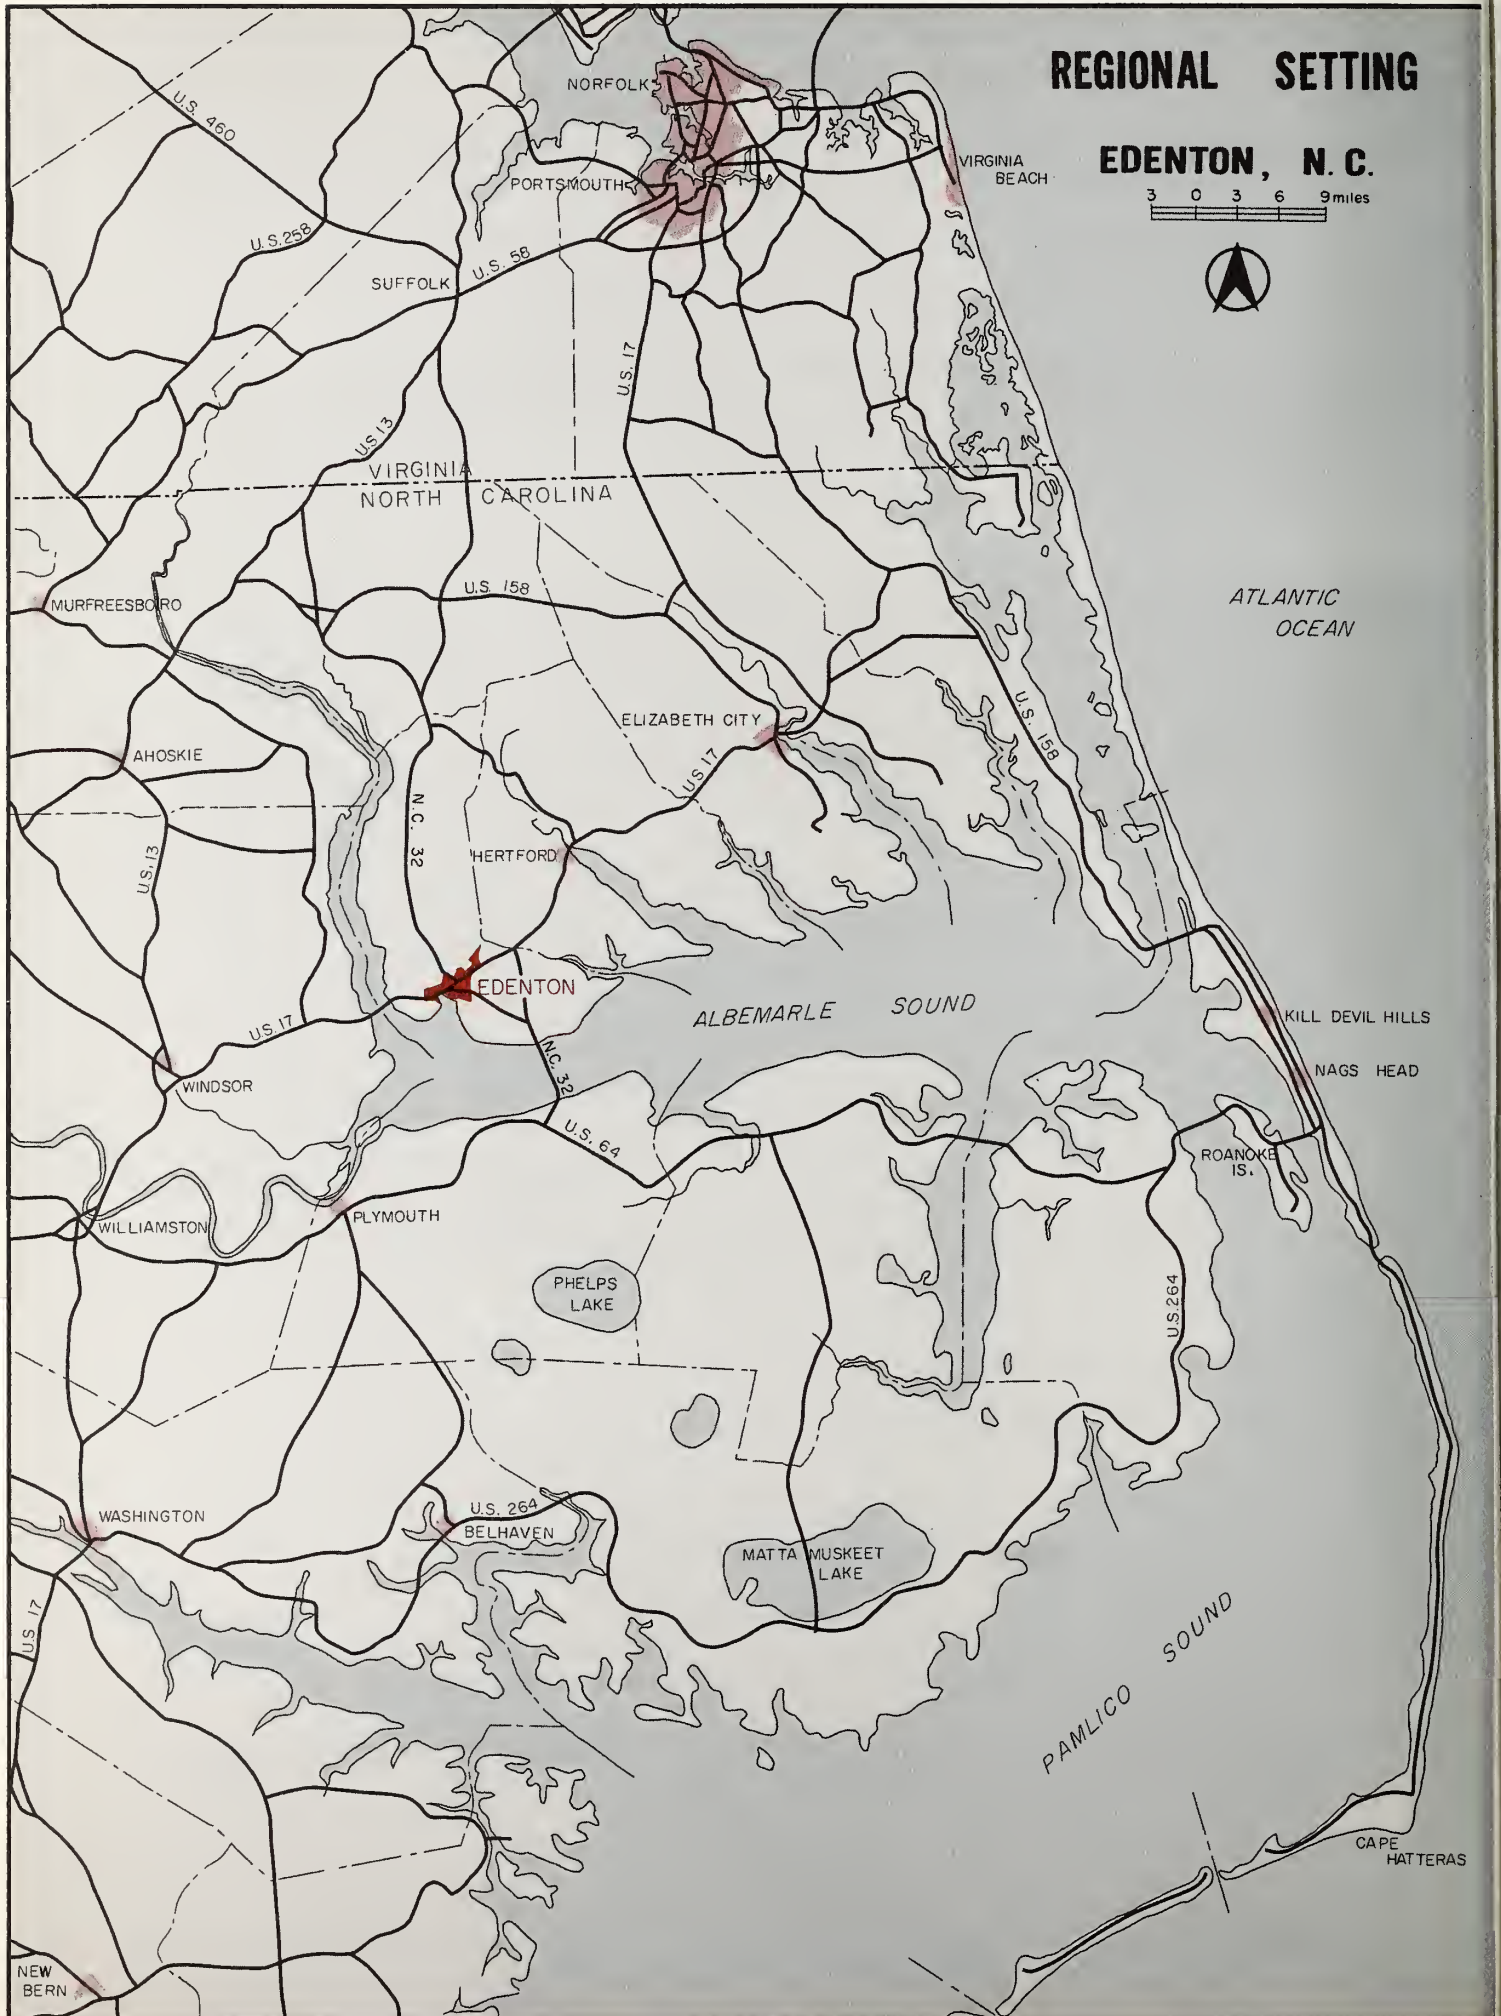 REGIONAL SETTING
EDENTON, N. C.
3 0 3 6 9 miles
NORFOLK
U.S. 460
VIRGINIA
BEACH
PORTSMOUTH
U.S. 258
U.S. 58
SUFFOLK
U.S. 17
U.S 13
VIRGINIA
NORTH CAROLINA
U.S. 158
MURFREESBORO
ATLANTIC
OCEAN
ELIZABETH CITY
U.S. 158
AHOSKIE
US 17
N.C. 32
HERTFORD
U.S. 13
EDENTON
ALBEMARLE SOUND
KILL DEVIL HILLS
U.S. 17
N.C. 32
NAGS HEAD
WINDSOR
U.S. 64
ROANOKE
IS.
PLYMOUTH
WILLIAMSTON
PHELPS
LAKE
U.S. 264
WASHINGTON
U.S. 264
BELHAVEN
MATTA MUSKEET
LAKE
U.S. 17
PAMLICO SOUND
CAPE
HATTERAS
NEW
BERN